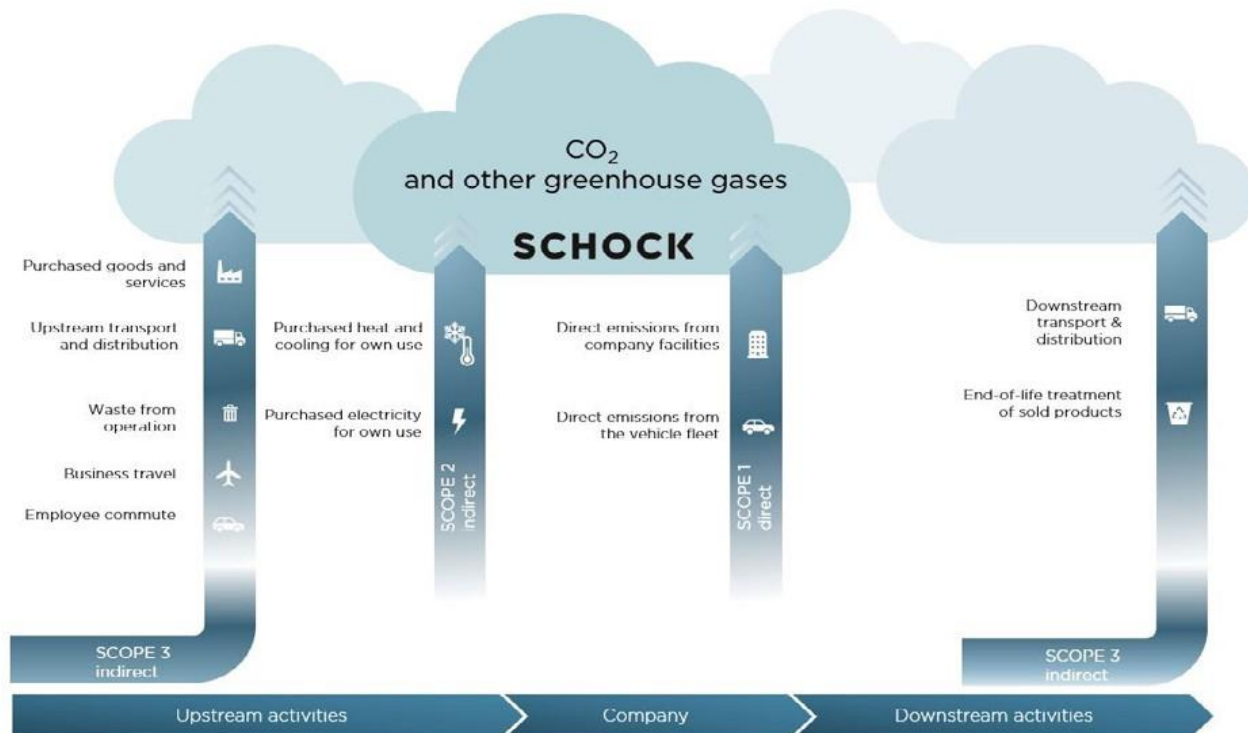 CO₂
and other greenhouse gases
SCHOCK
Purchased goods and
services
Upstream transport
and distribution
Waste from
operation
Business travel
Employee commute
SCOPE 3
indirect
Purchased heat and
cooling for own use
Purchased electricity
for own use
SCOPE 2
indirect
Direct emissions from
company facilities
Direct emissions from
the vehicle fleet
SCOPE 1
direct
Downstream
transport &
distribution
End-of-life treatment
of sold products
SCOPE 3
indirect
Upstream activities
Company
Downstream activities